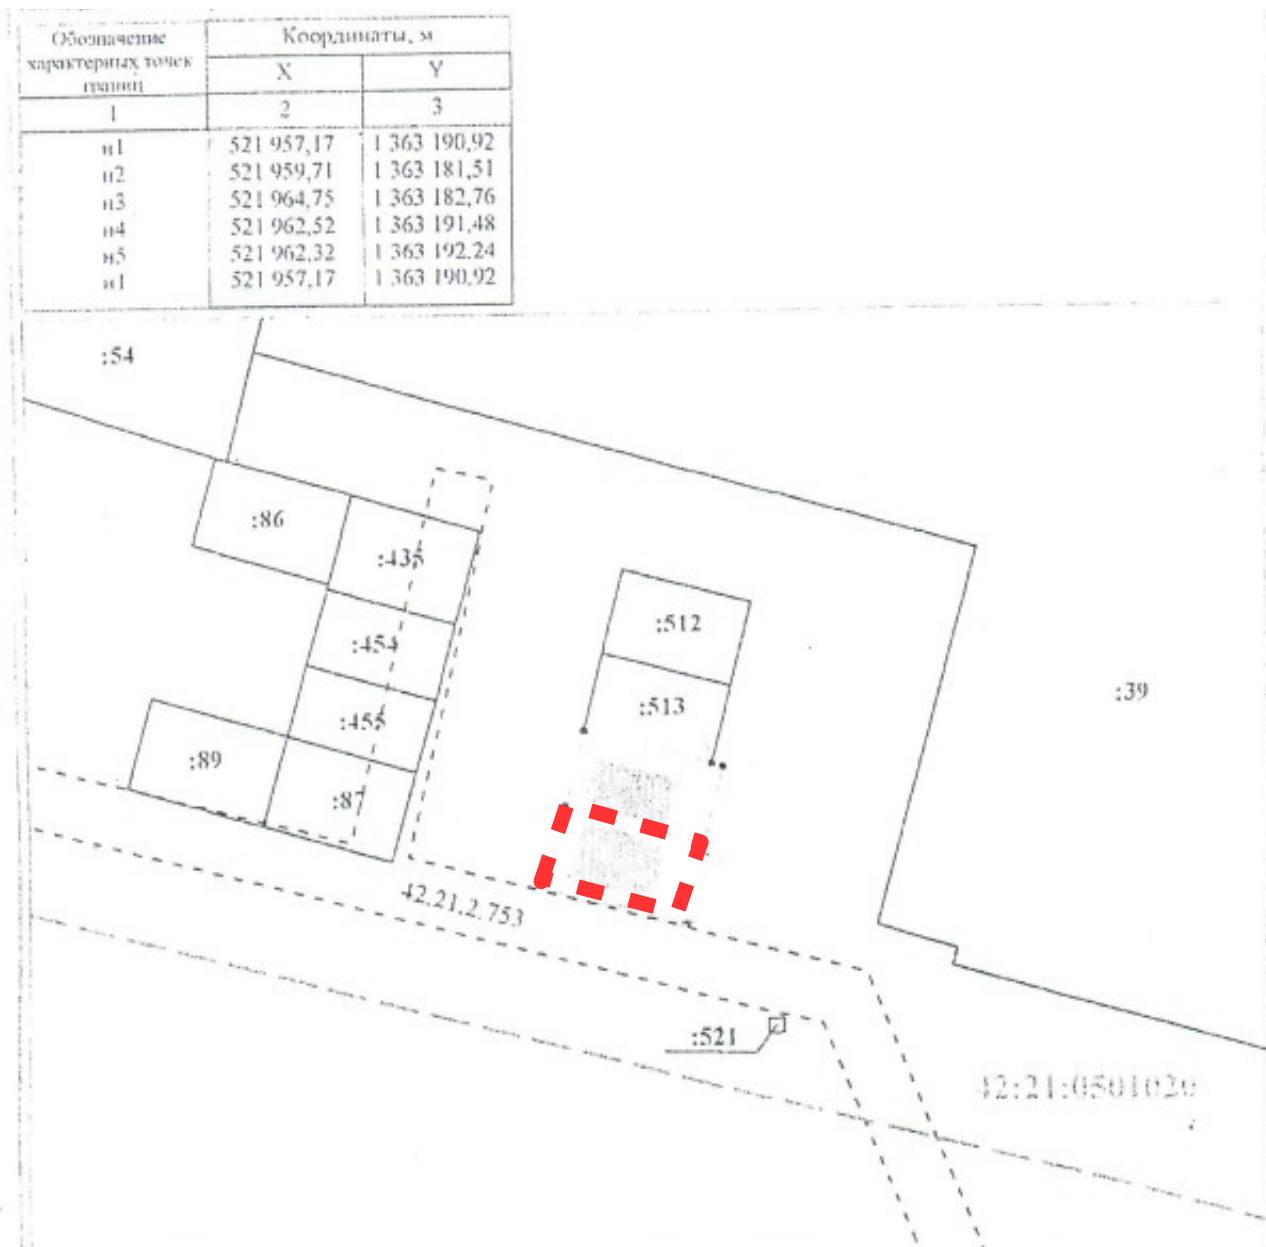 Обозначение
характерных точек
границ
Координаты, м
X
Y
1
2
3
н1 521 957,17 1 363 190,92
н2 521 959,71 1 363 181,51
н3 521 964,75 1 363 182,76
н4 521 962,52 1 363 191,48
н5 521 962,32 1 363 192,24
н1 521 957,17 1 363 190,92
:54
:86
:435
:512
:454
:39
:513
:455
:89
:87
42.21.2.753
:521
42:21:0501020